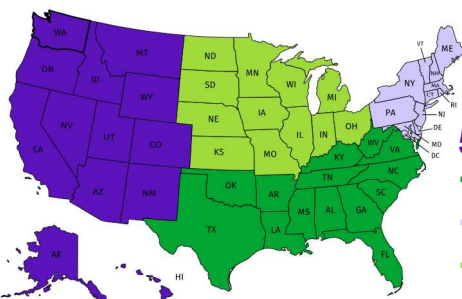 WA
MT
ND
MN
VT
ME
OR
ID
WY
SD
WI
MI
NY
NH
MA
CT
RI
NV
UT
CO
NE
IA
IL
IN
OH
PA
NJ
DE
MD
DC
CA
KS
MO
KY
WV
VA
AZ
NM
OK
AR
TN
NC
SC
TX
LA
MS
AL
GA
FL
AK
HI